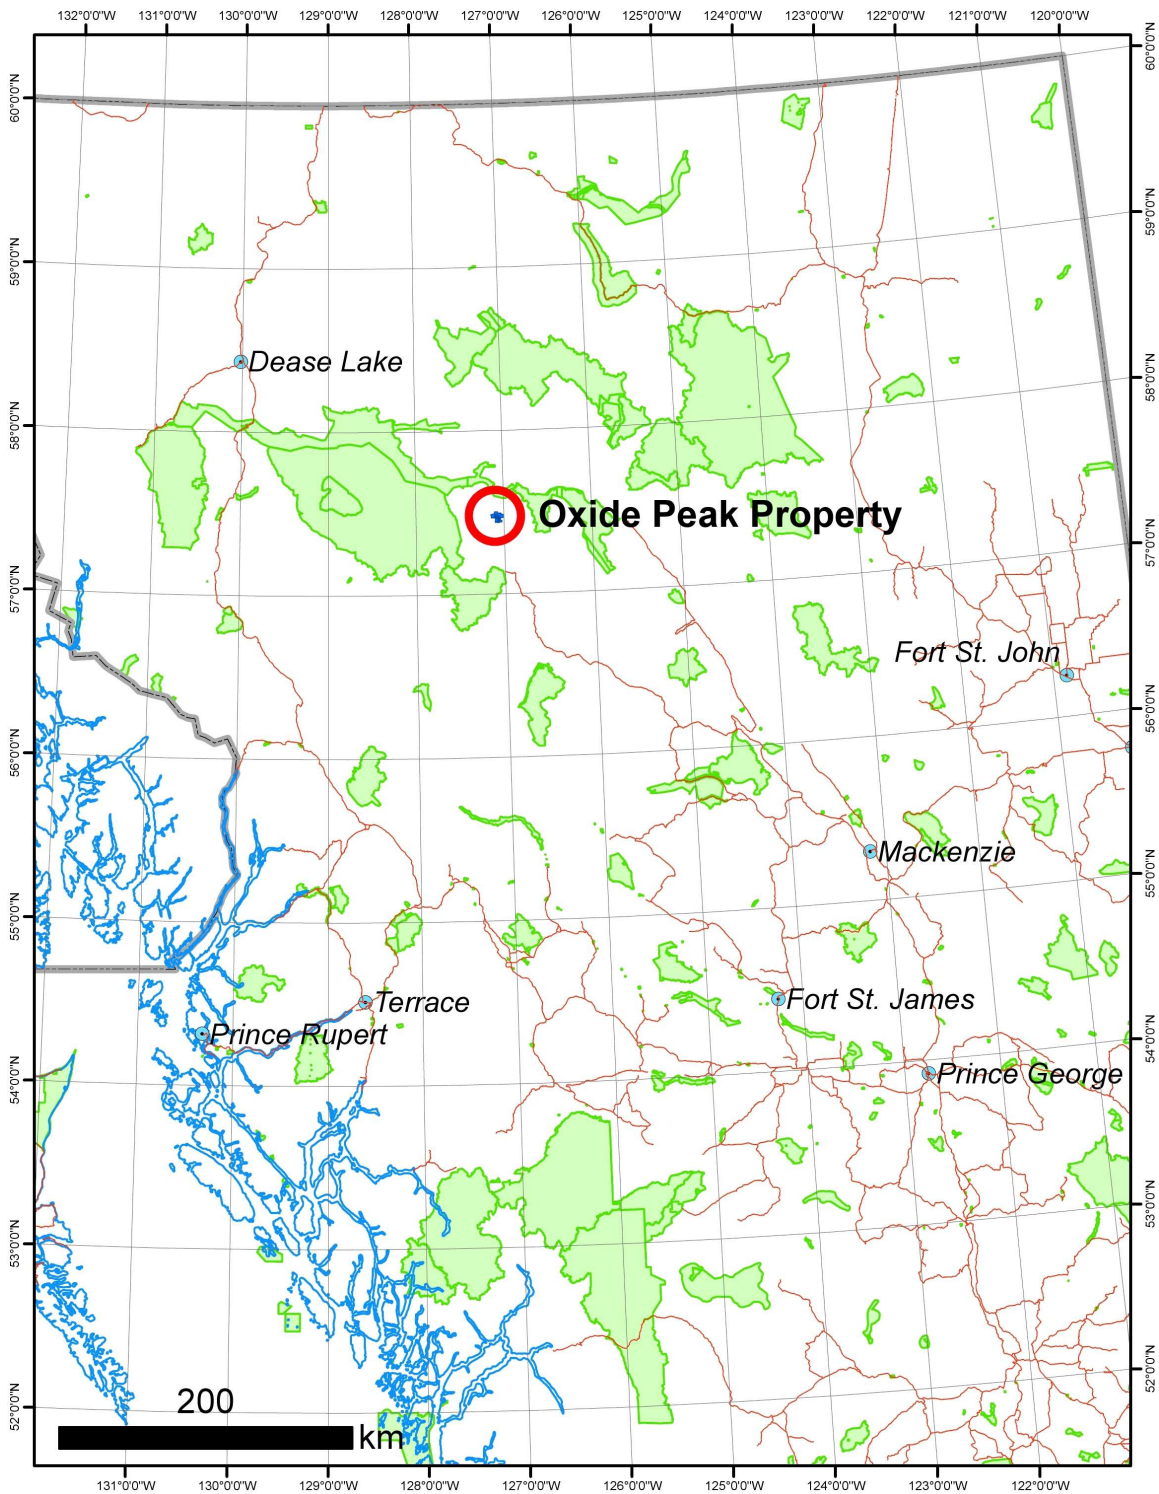 132°0'0"W 131°0'0"W 130°0'0"W 129°0'0"W 128°0'0"W 127°0'0"W 126°0'0"W 125°0'0"W 124°0'0"W 123°0'0"W 122°0'0"W 121°0'0"W 120°0'0"W
60°0'0"N
60°0'0"N
59°0'0"N
59°0'0"N
Dease Lake
58°0'0"N
58°0'0"N
Oxide Peak Property
57°0'0"N
57°0'0"N
Fort St. John
56°0'0"N
56°0'0"N
Mackenzie
55°0'0"N
55°0'0"N
Fort St. James
Terrace
Prince Rupert
54°0'0"N
Prince George
54°0'0"N
53°0'0"N
53°0'0"N
52°0'0"N
200
52°0'0"N
km
131°0'0"W 130°0'0"W 129°0'0"W 128°0'0"W 127°0'0"W 126°0'0"W 125°0'0"W 124°0'0"W 123°0'0"W 122°0'0"W